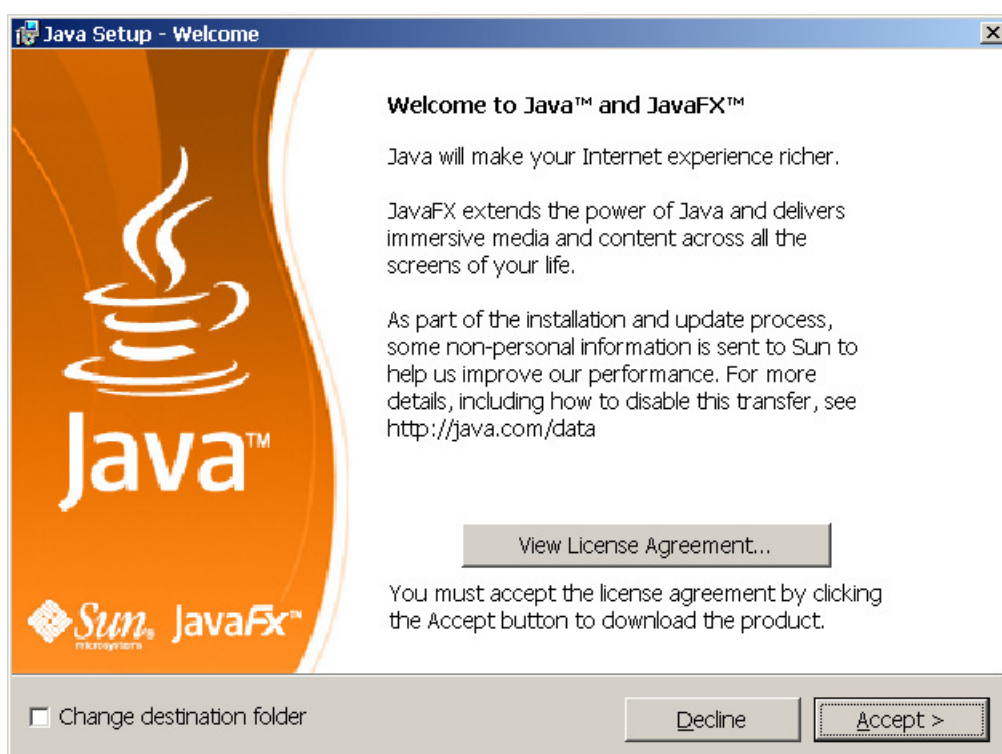 Java Setup - Welcome
Welcome to Java™ and JavaFX™
Java will make your Internet experience richer.
JavaFX extends the power of Java and delivers
immersive media and content across all the
screens of your life.
As part of the installation and update process,
some non-personal information is sent to Sun to
help us improve our performance. For more
details, including how to disable this transfer, see
http://java.com/data
Java™
View License Agreement...
You must accept the license agreement by clicking
the Accept button to download the product.
Sun® JavaFX™
microsystems
Change destination folder
Decline
Accept >